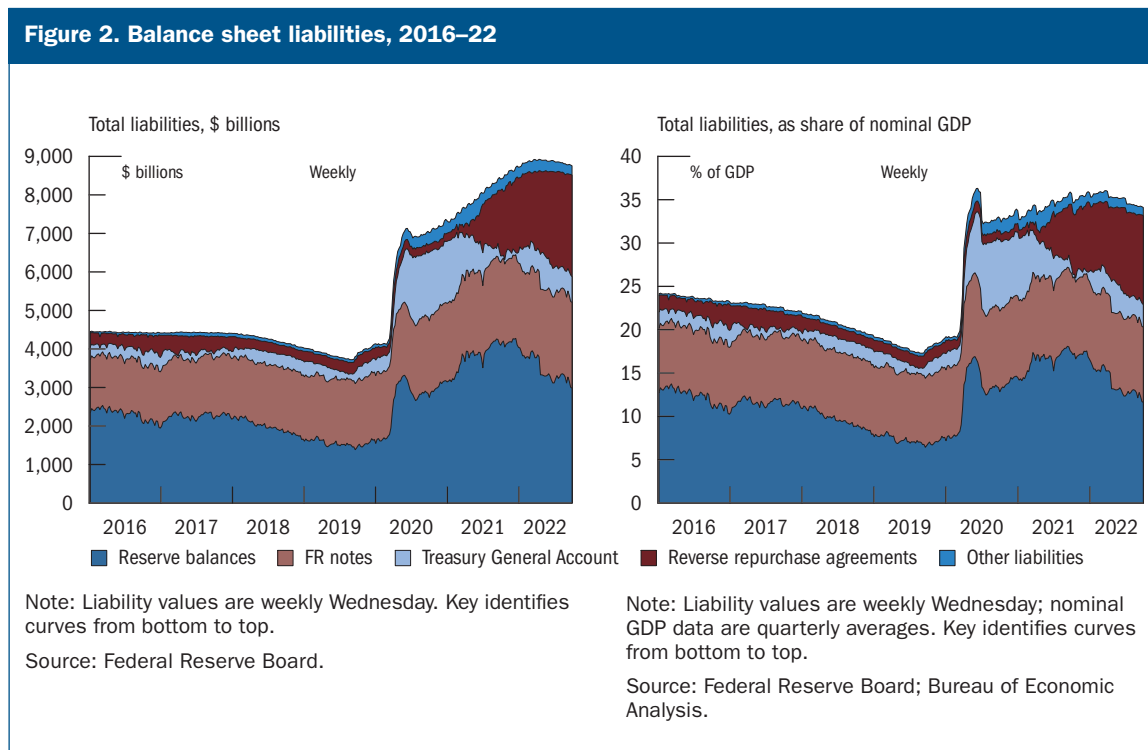 Figure 2. Balance sheet liabilities, 2016–22
Total liabilities, $ billions
9,000
8,000
7,000
6,000
5,000
4,000
3,000
2,000
1,000
0
$ billions
Weekly
2016 2017 2018 2019 2020 2021 2022
Total liabilities, as share of nominal GDP
40
35
30
25
20
15
10
5
0
% of GDP
Weekly
2016 2017 2018 2019 2020 2021 2022
Reserve balances FR notes Treasury General Account Reverse repurchase agreements Other liabilities
Note: Liability values are weekly Wednesday. Key identifies
curves from bottom to top.
Source: Federal Reserve Board.
Note: Liability values are weekly Wednesday; nominal
GDP data are quarterly averages. Key identifies curves
from bottom to top.
Source: Federal Reserve Board; Bureau of Economic
Analysis.